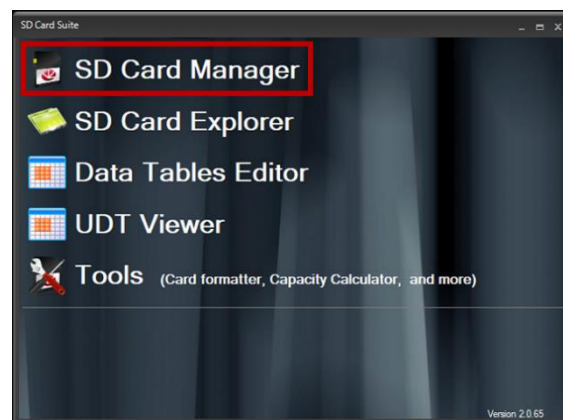 SD Card Suite
SD Card Manager
SD Card Explorer
Data Tables Editor
UDT Viewer
Tools (Card formatter, Capacity Calculator, and more)
Version 2.0.65